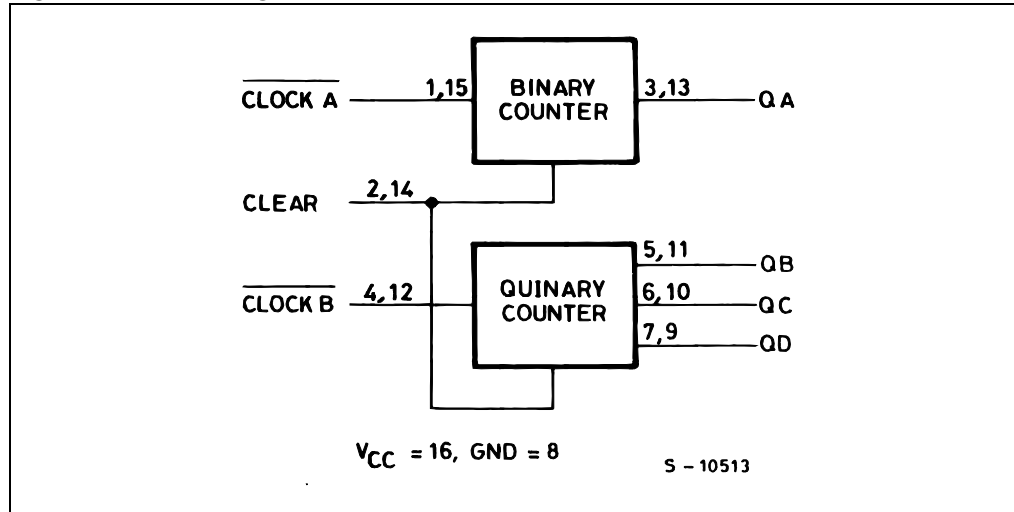 CLOCK A
1,15
BINARY
COUNTER
3,13
QA
CLEAR
2,14
CLOCK B
4,12
QUINARY
COUNTER
5,11
QB
6,10
QC
7,9
QD
VCC = 16, GND = 8
S – 10513